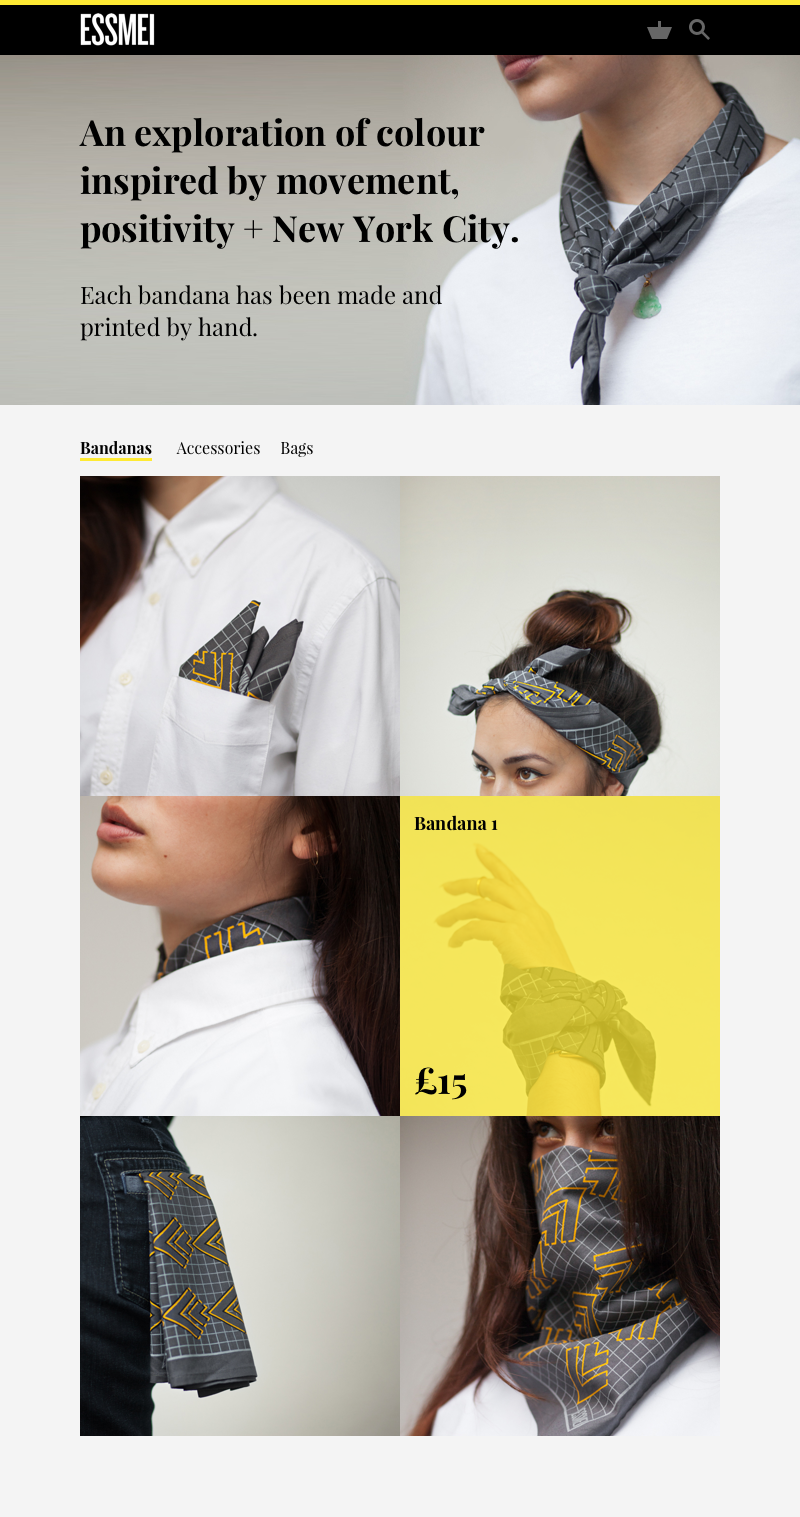 ESSMEI
An exploration of colour
inspired by movement,
positivity + New York City.
Each bandana has been made and
printed by hand.
Bandanas Accessories Bags
Bandana 1
£15